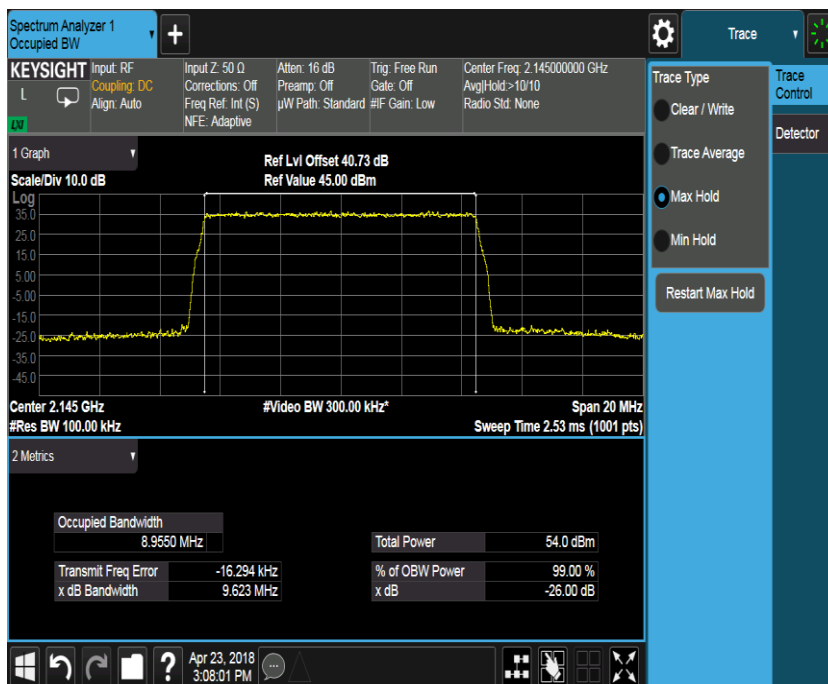 Spectrum Analyzer 1
Occupied BW
+
Trace
KEYSIGHT
L
LXI
Input: RF
Coupling: DC
Align: Auto
Input Z: 50 Ω
Corrections: Off
Freq Ref: Int (S)
NFE: Adaptive
Atten: 16 dB
Preamp: Off
µW Path: Standard
Trig: Free Run
Gate: Off
#IF Gain: Low
Center Freq: 2.145000000 GHz
Avg|Hold:>10/10
Radio Std: None
Trace Type
Clear / Write
Trace Average
Max Hold
Min Hold
Restart Max Hold
Trace
Control
Detector
1 Graph
Scale/Div 10.0 dB
Ref Lvl Offset 40.73 dB
Ref Value 45.00 dBm
Log
35.0
25.0
15.0
5.00
-5.00
-15.0
-25.0
-35.0
-45.0
Center 2.145 GHz
#Video BW 300.00 kHz*
Span 20 MHz
#Res BW 100.00 kHz
Sweep Time 2.53 ms (1001 pts)
2 Metrics
Occupied Bandwidth
8.9550 MHz
Total Power 54.0 dBm
Transmit Freq Error -16.294 kHz
% of OBW Power 99.00 %
x dB Bandwidth 9.623 MHz
x dB -26.00 dB
?
Apr 23, 2018
3:08:01 PM